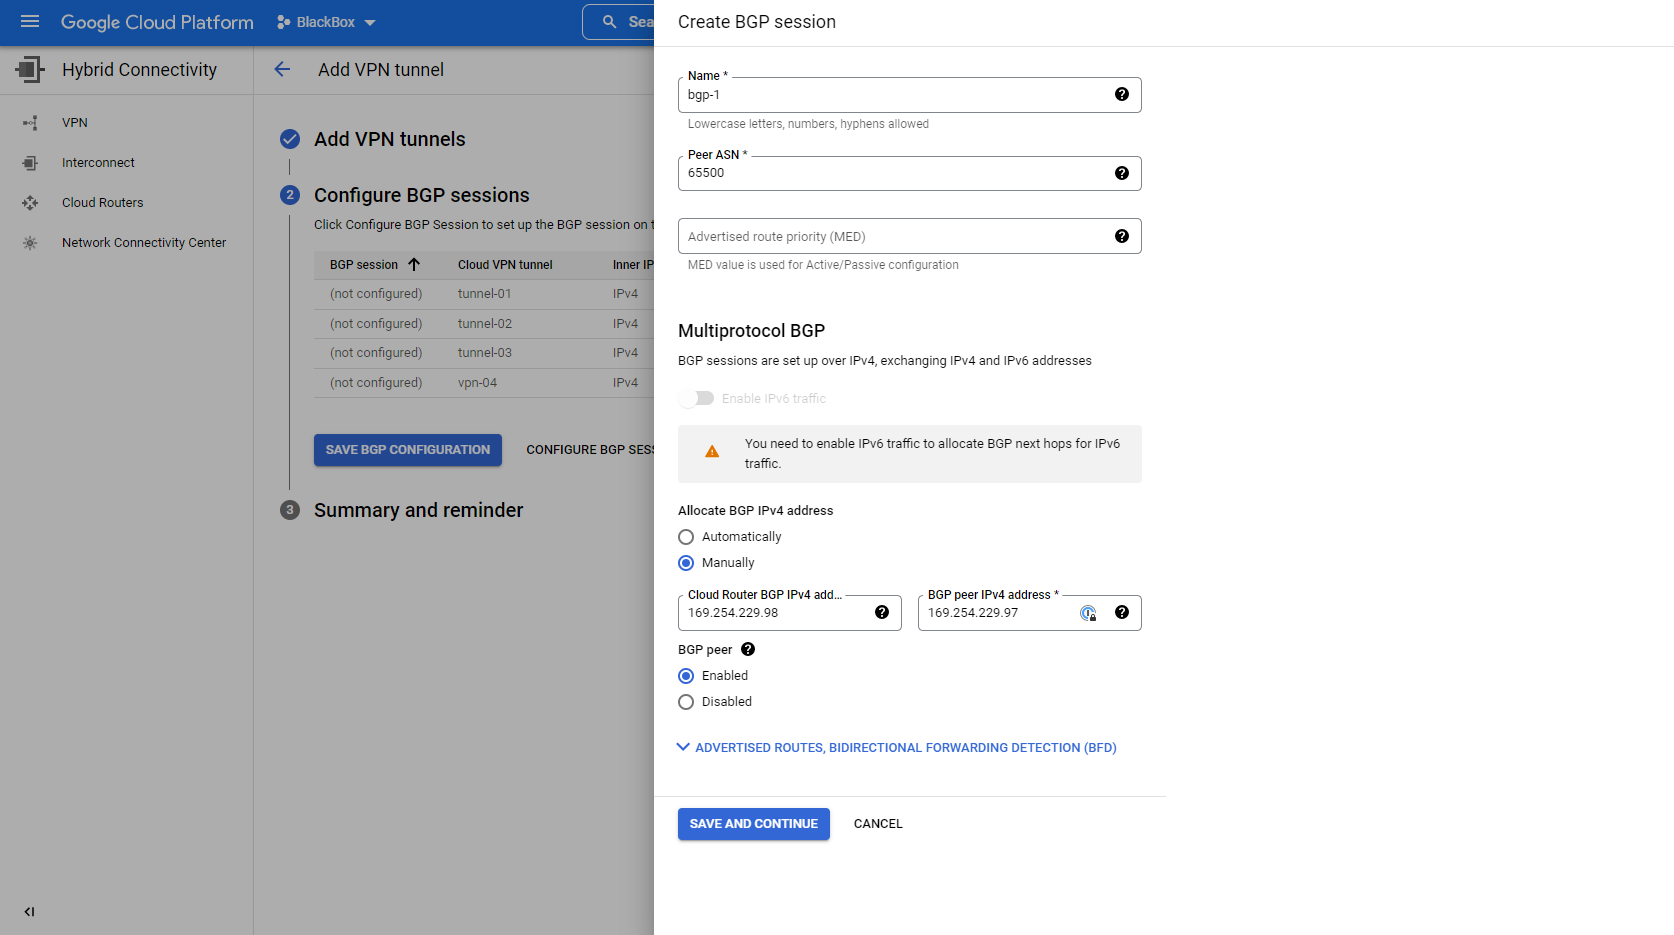 Google Cloud Platform
BlackBox
Sea
Hybrid Connectivity
VPN
Interconnect
Cloud Routers
Network Connectivity Center
Add VPN tunnel
Add VPN tunnels
2
Configure BGP sessions
Click Configure BGP Session to set up the BGP session on t
BGP session Cloud VPN tunnel Inner IP
(not configured) tunnel-01 IPv4
(not configured) tunnel-02 IPv4
(not configured) tunnel-03 IPv4
(not configured) vpn-04 IPv4
SAVE BGP CONFIGURATION
CONFIGURE BGP SESS
3
Summary and reminder
Create BGP session
Name *
bgp-1
Lowercase letters, numbers, hyphens allowed
Peer ASN *
65500
Advertised route priority (MED)
MED value is used for Active/Passive configuration
Multiprotocol BGP
BGP sessions are set up over IPv4, exchanging IPv4 and IPv6 addresses
Enable IPv6 traffic
You need to enable IPv6 traffic to allocate BGP next hops for IPv6
traffic.
Allocate BGP IPv4 address
Automatically
Manually
Cloud Router BGP IPv4 add...
169.254.229.98
BGP peer IPv4 address *
169.254.229.97
BGP peer
Enabled
Disabled
ADVERTISED ROUTES, BIDIRECTIONAL FORWARDING DETECTION (BFD)
SAVE AND CONTINUE
CANCEL